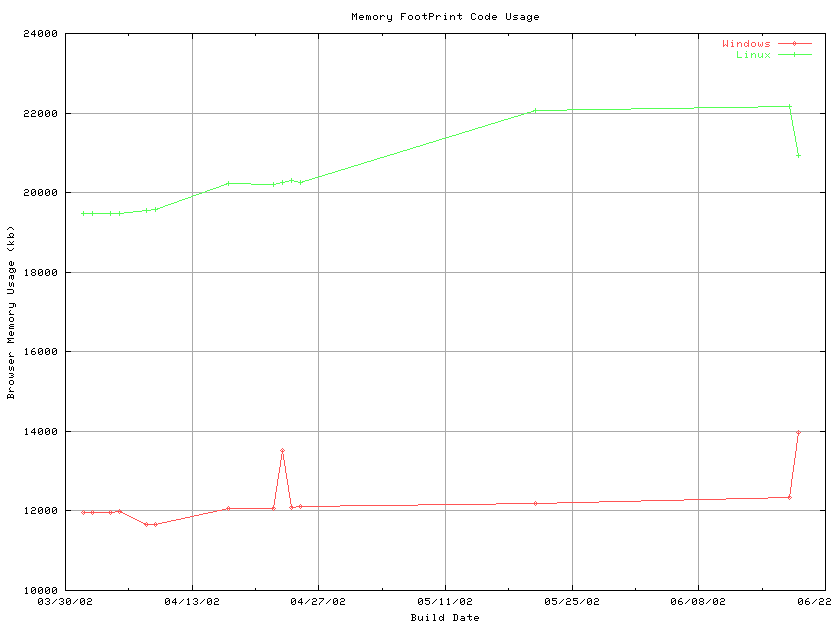 Memory FootPrint Code Usage
24000
Windows
Linux
22000
20000
18000
16000
14000
12000
10000
Browser Memory Usage (kb)
03/30/02 04/13/02 04/27/02 05/11/02 05/25/02 06/08/02 06/22
Build Date